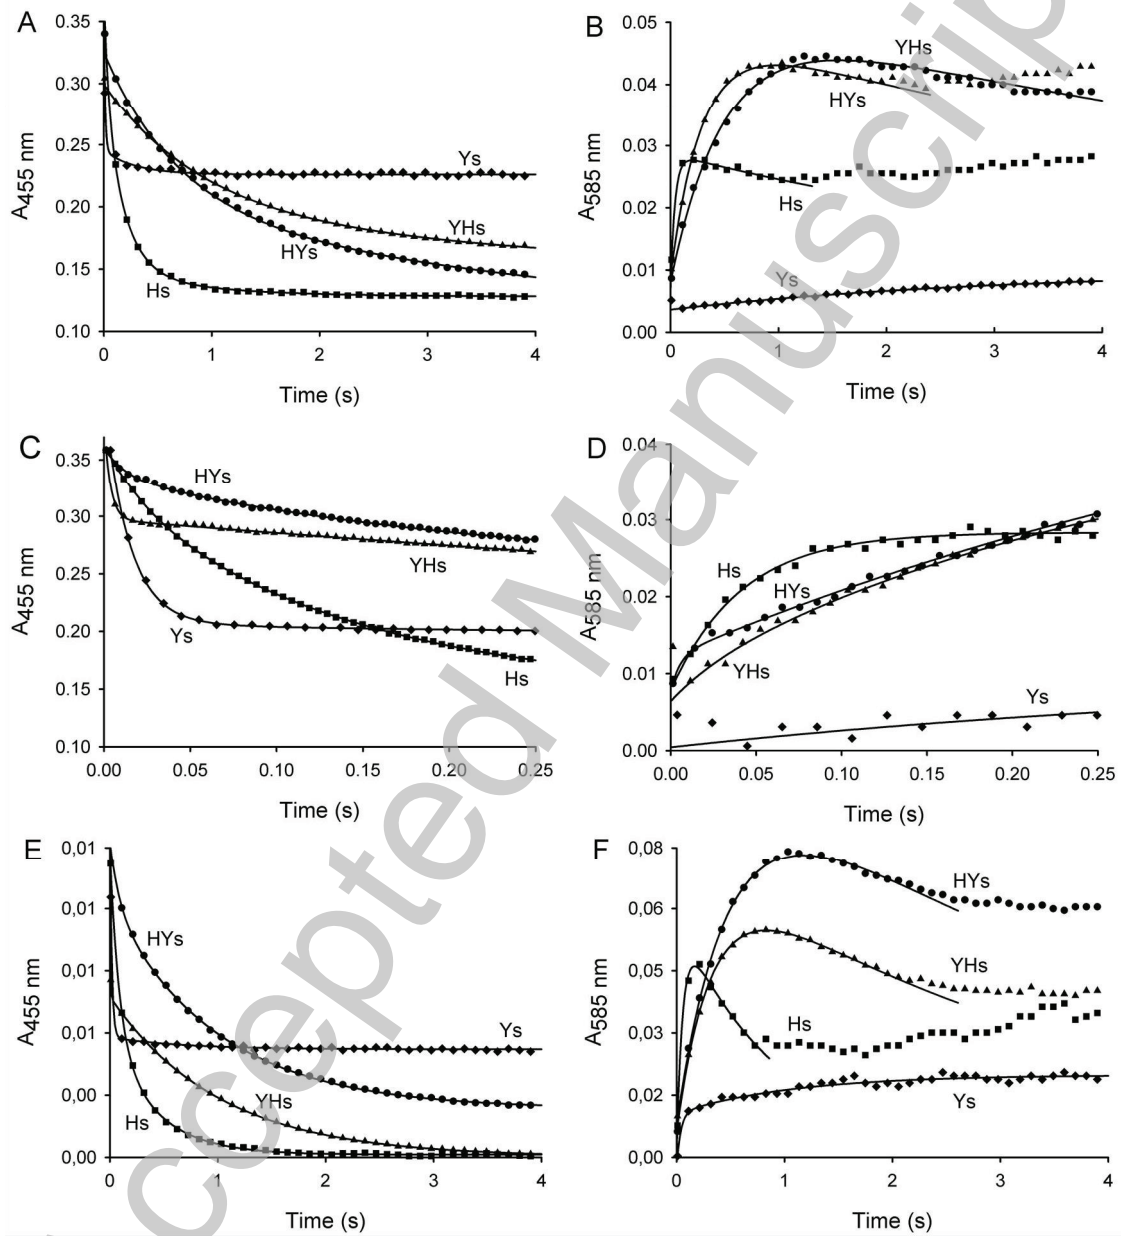 A
0.35
0.30
0.25
0.20
0.15
0.10
A455 nm
Ys
YHs
HYs
Hs
0
1
2
3
4
Time (s)
B
0.05
0.04
0.03
0.02
0.01
0.00
A585 nm
YHs
HYs
Hs
Ys
0
1
2
3
4
Time (s)
C
0.35
0.30
0.25
0.20
0.15
0.10
A455 nm
HYs
YHs
Ys
Hs
0.00
0.05
0.10
0.15
0.20
0.25
Time (s)
D
0.04
0.03
0.02
0.01
0.00
A585 nm
Hs
HYs
YHs
Ys
0.00
0.05
0.10
0.15
0.20
0.25
Time (s)
E
0,01
0,01
0,01
0,01
0,00
0,00
A455 nm
HYs
Ys
YHs
Hs
0
1
2
3
4
Time (s)
F
0,08
0,06
0,05
0,03
0,02
0,00
A585 nm
HYs
YHs
Hs
Ys
0
1
2
3
4
Time (s)
ccepted Manuscrip